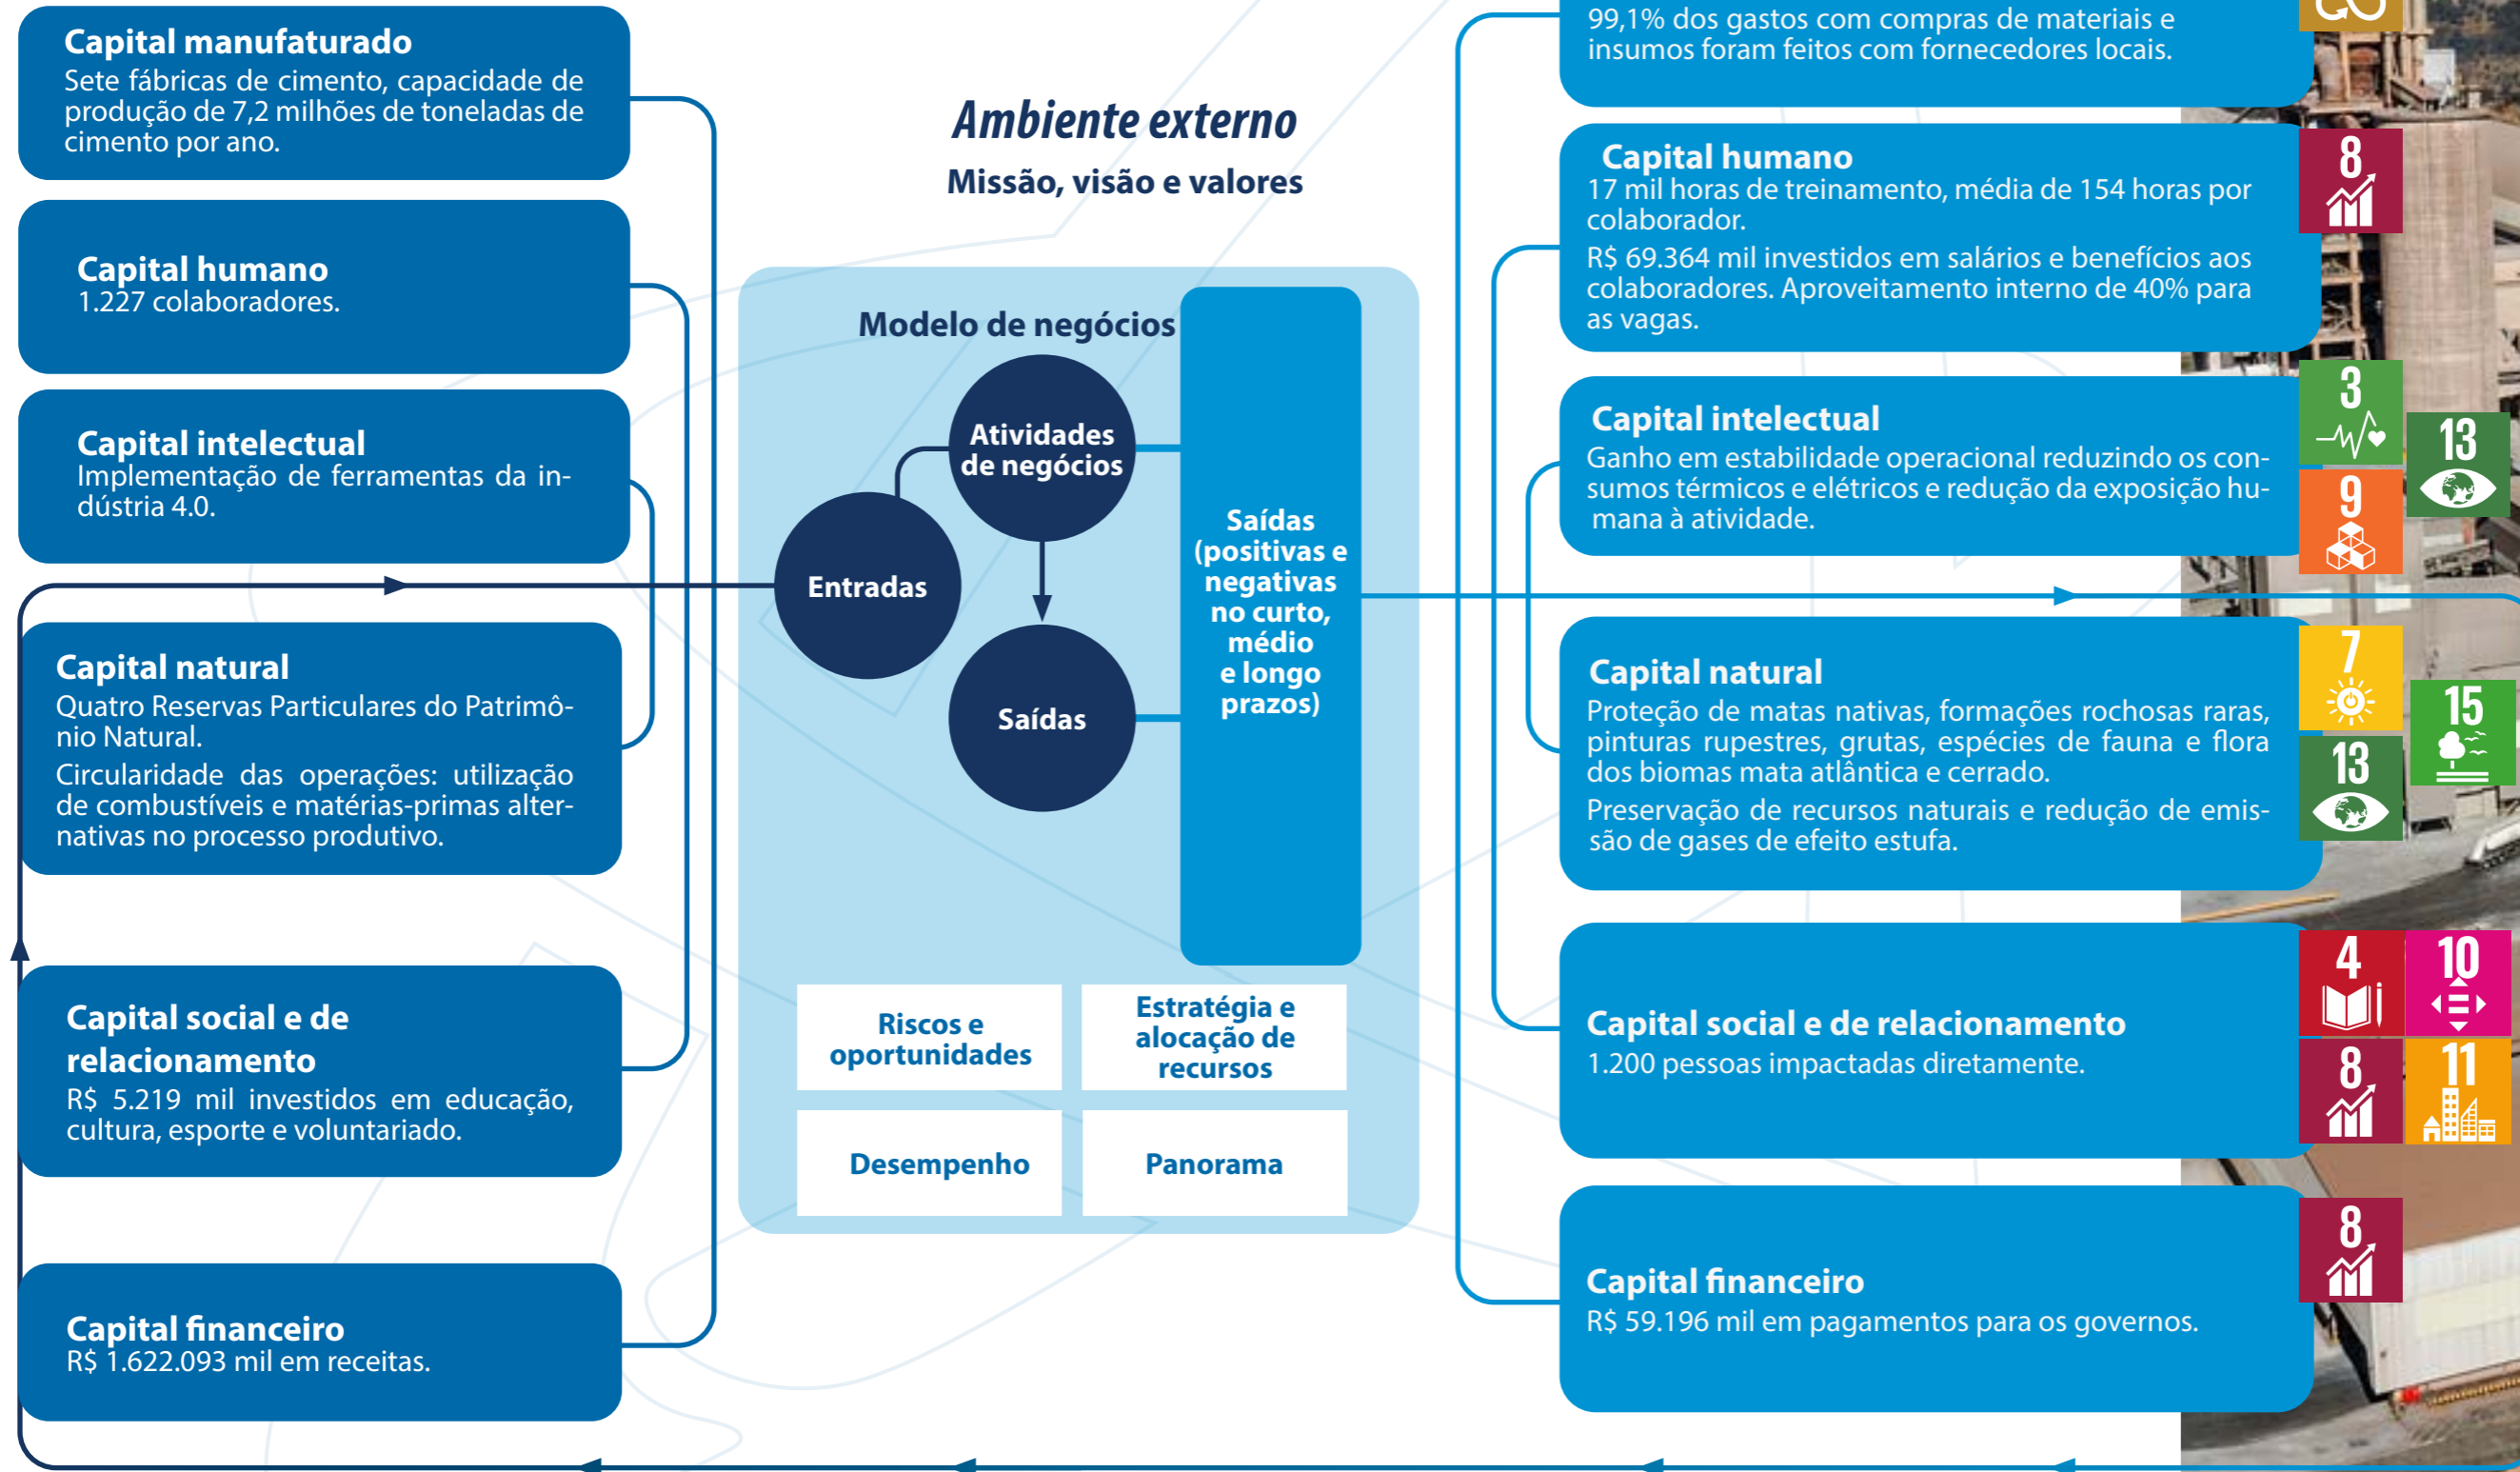 Capital manufaturado
Sete fábricas de cimento, capacidade de
produção de 7,2 milhões de toneladas de
cimento por ano.
Capital humano
1.227 colaboradores.
Capital intelectual
Implementação de ferramentas da in-
dústria 4.0.
Capital natural
Quatro Reservas Particulares do Patrimô-
nio Natural.
Circularidade das operações: utilização
de combustíveis e matérias-primas alter-
nativas no processo produtivo.
Capital social e de
relacionamento
R$ 5.219 mil investidos em educação,
cultura, esporte e voluntariado.
Capital financeiro
R$ 1.622.093 mil em receitas.
Ambiente externo
Missão, visão e valores
Modelo de negócios
Atividades
de negócios
Entradas
Saídas
Saídas
(positivas e
negativas
no curto,
médio
e longo
prazos)
Riscos e
oportunidades
Estratégia e
alocação de
recursos
Desempenho
Panorama
99,1% dos gastos com compras de materiais e
insumos foram feitos com fornecedores locais.
Capital humano
17 mil horas de treinamento, média de 154 horas por
colaborador.
R$ 69.364 mil investidos em salários e benefícios aos
colaboradores. Aproveitamento interno de 40% para
as vagas.
8
Capital intelectual
Ganho em estabilidade operacional reduzindo os con-
sumos térmicos e elétricos e redução da exposição hu-
mana à atividade.
3
13
9
Capital natural
Proteção de matas nativas, formações rochosas raras,
pinturas rupestres, grutas, espécies de fauna e flora
dos biomas mata atlântica e cerrado.
Preservação de recursos naturais e redução de emis-
são de gases de efeito estufa.
7
15
13
Capital social e de relacionamento
1.200 pessoas impactadas diretamente.
4
10
8
11
Capital financeiro
R$ 59.196 mil em pagamentos para os governos.
8